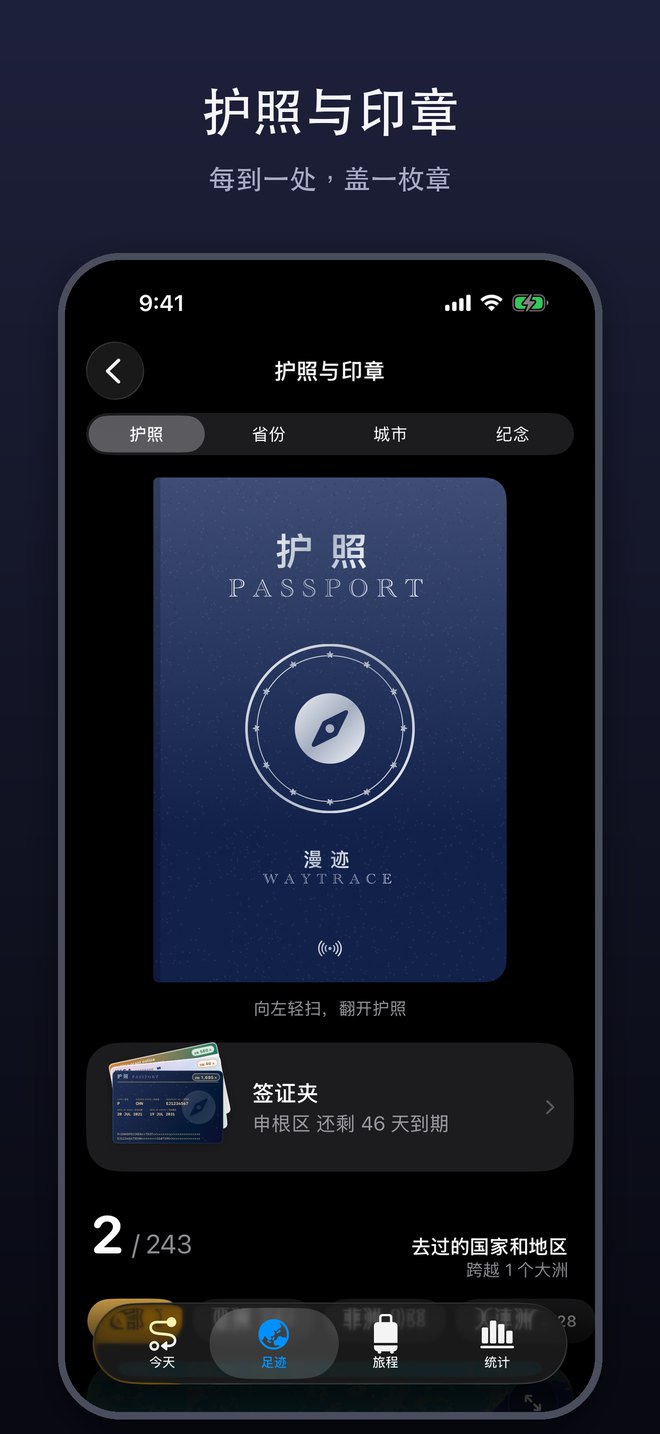 护照与印章
每到一处，盖一枚章
9:41
护照与印章
护照
省份
城市
纪念
护照
PASSPORT
漫迹
WAYTRACE
向左轻扫，翻开护照
护照 PASSPORT
签证夹
申根区 还剩 46 天到期
2 / 243
去过的国家和地区
跨越 1 个大洲
28
今天
足迹
旅程
统计